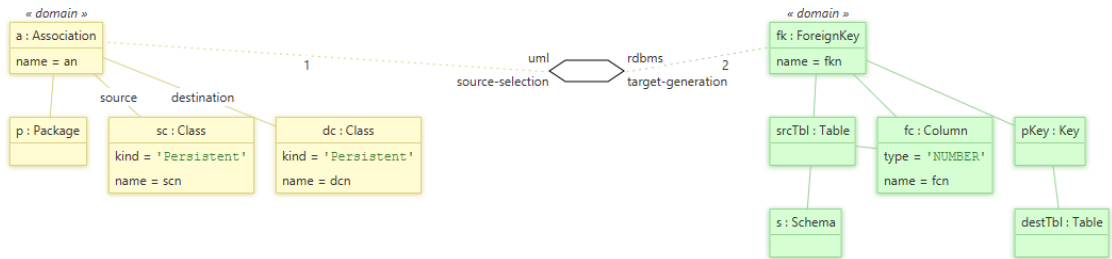 « domain »
a : Association
name = an
source
destination
p : Package
sc : Class
kind = 'Persistent'
name = scn
dc : Class
kind = 'Persistent'
name = dcn
1
uml
source-selection
rdbms
target-generation
2
« domain »
fk : ForeignKey
name = fkn
srcTbl : Table
fc : Column
type = 'NUMBER'
name = fcn
pKey : Key
s : Schema
destTbl : Table